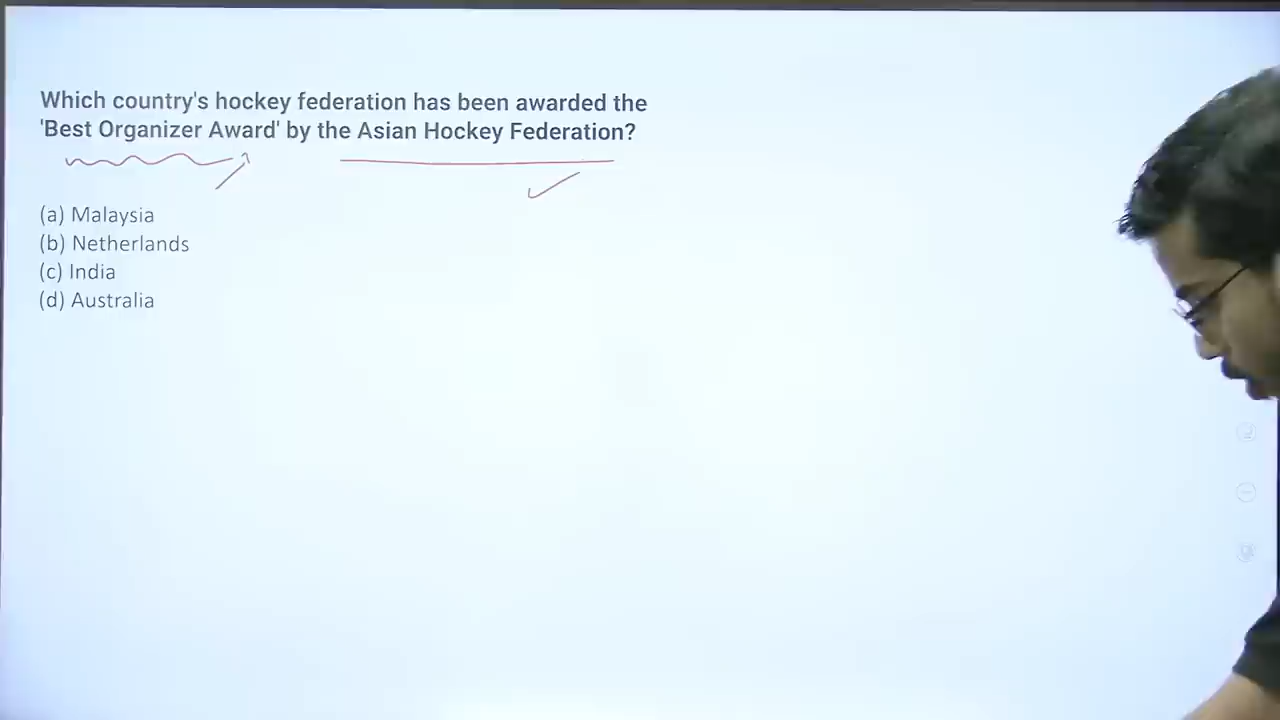 Which country's hockey federation has been awarded the
'Best Organizer Award' by the Asian Hockey Federation?
(a) Malaysia
(b) Netherlands
(c) India
(d) Australia